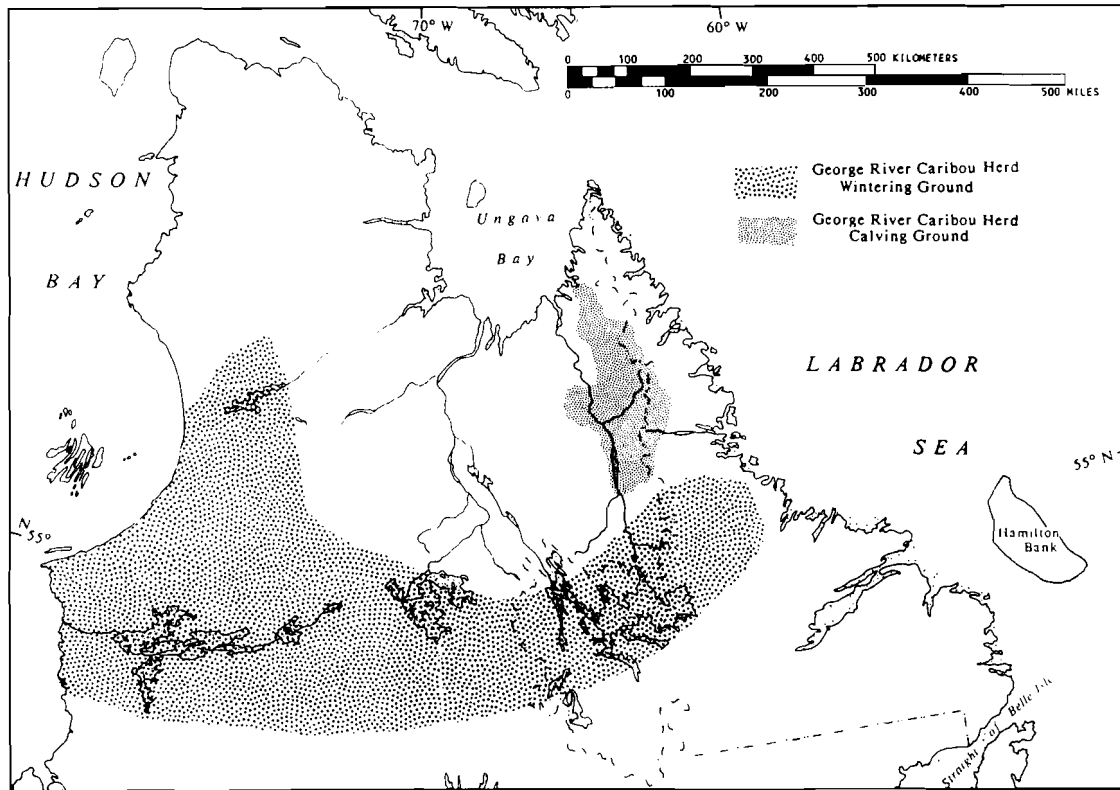 70° W
60° W
0 100 200 300 400 500 KILOMETERS
0 100 200 300 400 500 MILES
George River Caribou Herd
Wintering Ground
George River Caribou Herd
Calving Ground
HUDSON
BAY
Ungava
Bay
LABRADOR
SEA
55° N
N
55°
Hamilton
Bank
Straight of Belle Isle